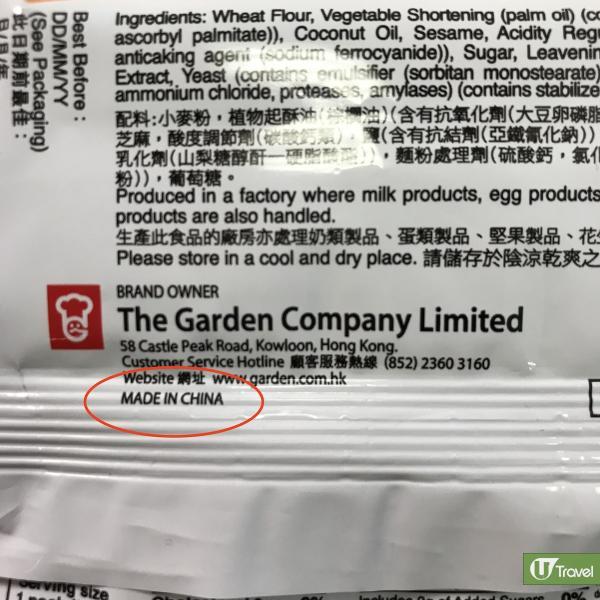 Best Before :
DD/MM/YY
(See Packaging)
此日期前最佳：
日/月/年
Ingredients: Wheat Flour, Vegetable Shortening (palm oil) (co
ascorbyl palmitate)), Coconut Oil, Sesame, Acidity Regu
anticaking agent (sodium ferrocyanide)), Sugar, Leavenin
Extract, Yeast (contains emulsifier (sorbitan monostearate)
ammonium chloride, proteases, amylases) (contains stabilize
配料：小麥粉，植物起酥油(棕櫚油)(含有抗氧化劑(大豆卵磷脂
芝麻，酸度調節劑(碳酸鈣類)，鹽(含有抗結劑(亞鐵氰化鈉))
乳化劑(山梨糖醇酐一硬脂酸酯))，麵粉處理劑(硫酸鈣，氯化
粉))，葡萄糖。
Produced in a factory where milk products, egg products
products are also handled.
生產此食品的廠房亦處理奶類製品、蛋類製品、堅果製品、花生
Please store in a cool and dry place. 請儲存於陰涼乾爽之
BRAND OWNER
The Garden Company Limited
58 Castle Peak Road, Kowloon, Hong Kong.
Customer Service Hotline 顧客服務熱線 (852) 2360 3160
Website 網址 www.garden.com.hk
MADE IN CHINA
Serving size
U Travel